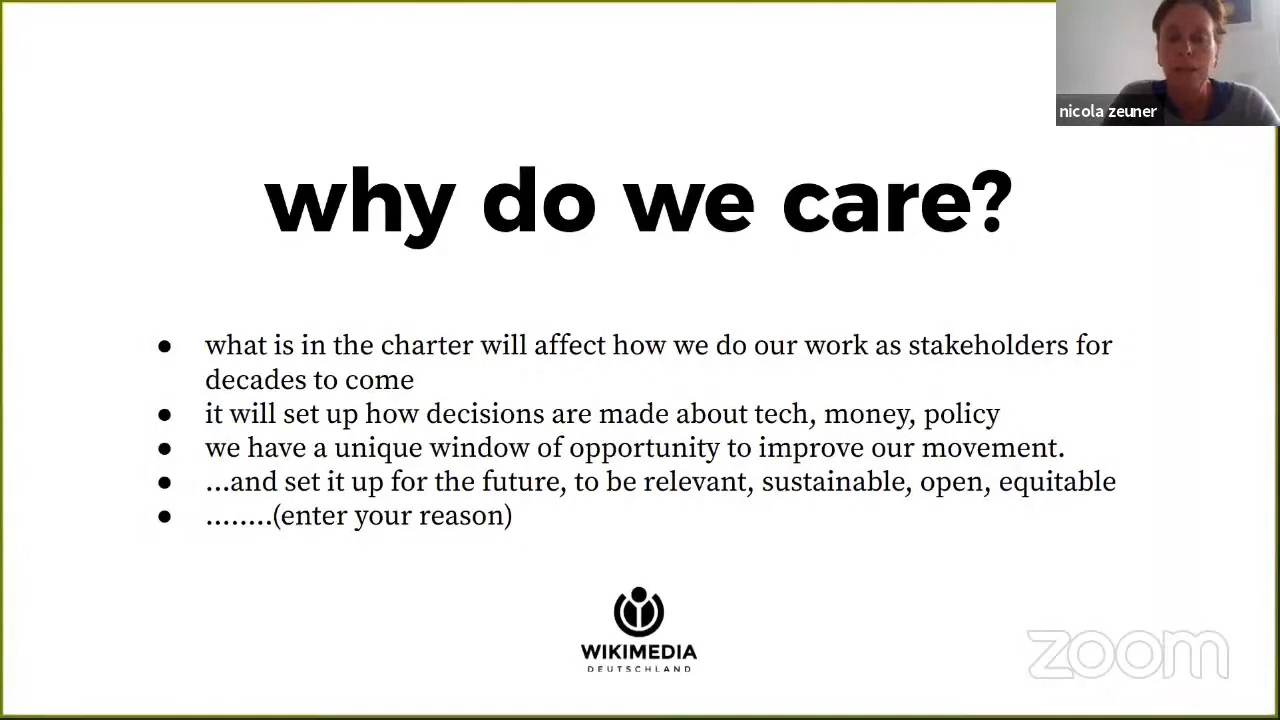 nicola zeuner
why do we care?
● what is in the charter will affect how we do our work as stakeholders for
decades to come
● it will set up how decisions are made about tech, money, policy
● we have a unique window of opportunity to improve our movement.
● ...and set it up for the future, to be relevant, sustainable, open, equitable
● ........(enter your reason)
WIKIMEDIA
DEUTSCHLAND
zoom